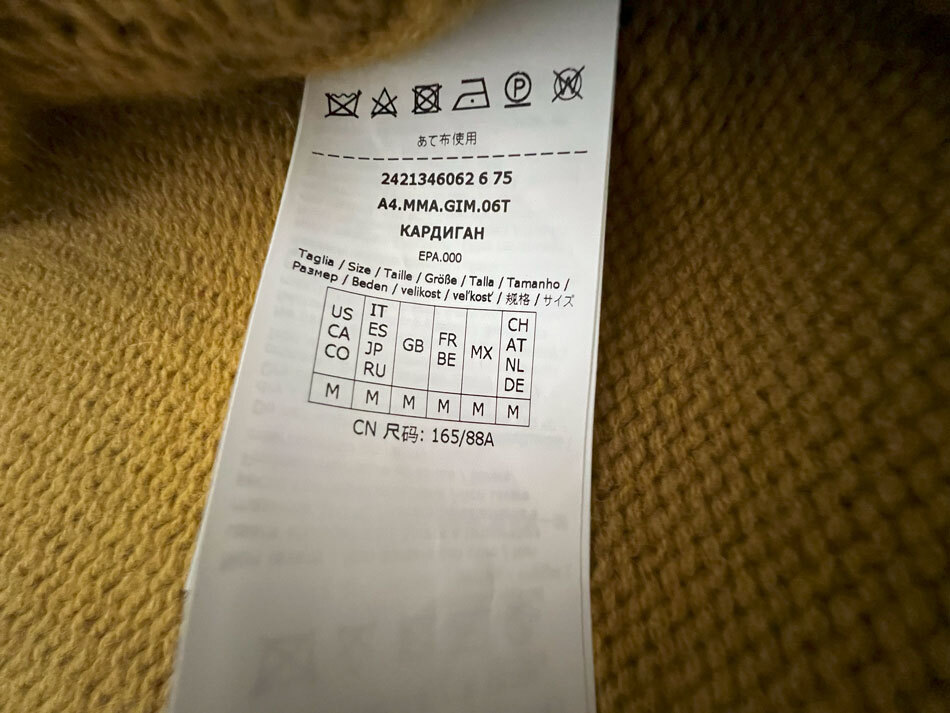 P W
あて布使用
2421346062 6 75
A4.MMA.GIM.06T
КАРДИГАН
EPA.000
Taglia / Size / Taille / Größe / Talla / Tamanho /
Размер / Beden / velikost / veľkosť / 规格 / サイズ
US CA CO
IT ES JP RU
GB
FR BE
MX
CH AT NL DE
M M M M M M
CN 尺码: 165/88A